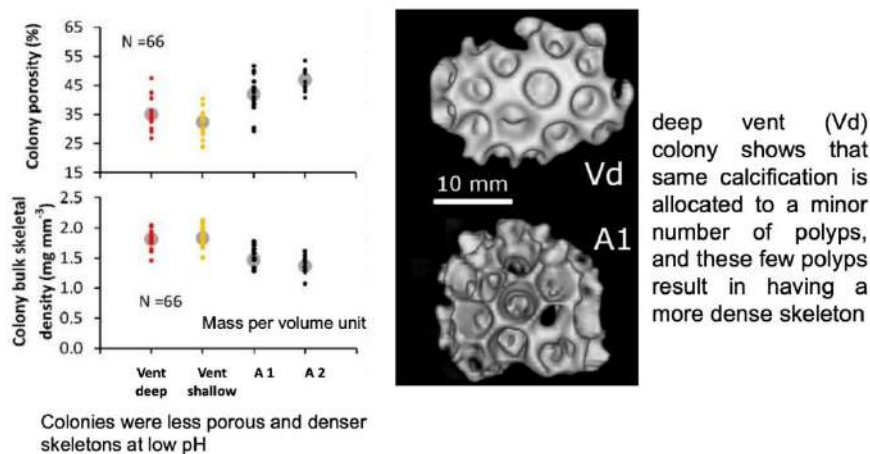 Colony porosity (%)
65
55
45
35
25
15
N =66
Colony bulk skeletal
density (mg mm⁻³)
2.5
2.0
1.5
1.0
0.5
0.0
N =66
Mass per volume unit
Vent
deep
Vent
shallow
A 1
A 2
Colonies were less porous and denser
skeletons at low pH
Vd
10 mm
A1
deep vent (Vd)
colony shows that
same calcification is
allocated to a minor
number of polyps,
and these few polyps
result in having a
more dense skeleton